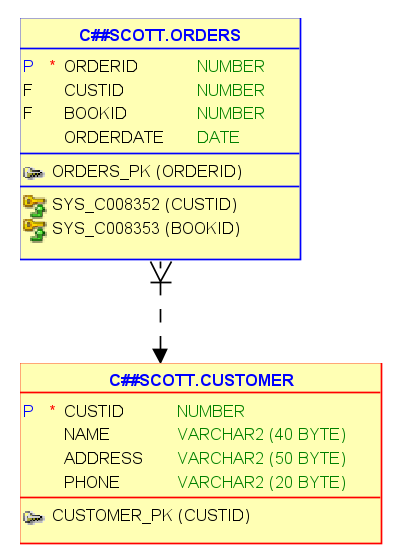 C##SCOTT.ORDERS
P * ORDERID NUMBER
F CUSTID NUMBER
F BOOKID NUMBER
ORDERDATE DATE
ORDERS_PK (ORDERID)
SYS_C008352 (CUSTID)
SYS_C008353 (BOOKID)
C##SCOTT.CUSTOMER
P * CUSTID NUMBER
NAME VARCHAR2 (40 BYTE)
ADDRESS VARCHAR2 (50 BYTE)
PHONE VARCHAR2 (20 BYTE)
CUSTOMER_PK (CUSTID)